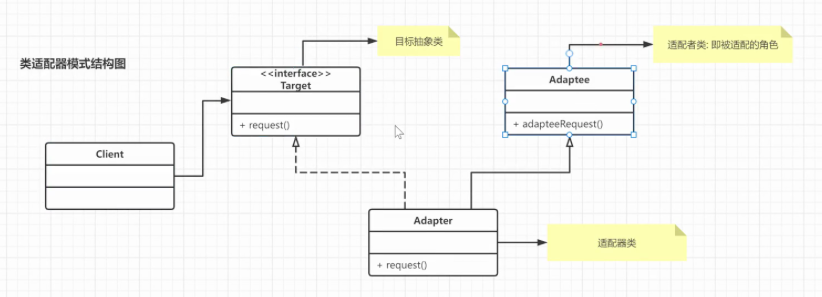 类适配器模式结构图
目标抽象类
适配者类: 即被适配的角色
<<interface>>
Target
+ request()
Adaptee
+ adapteeRequest()
Client
Adapter
+ request()
适配器类